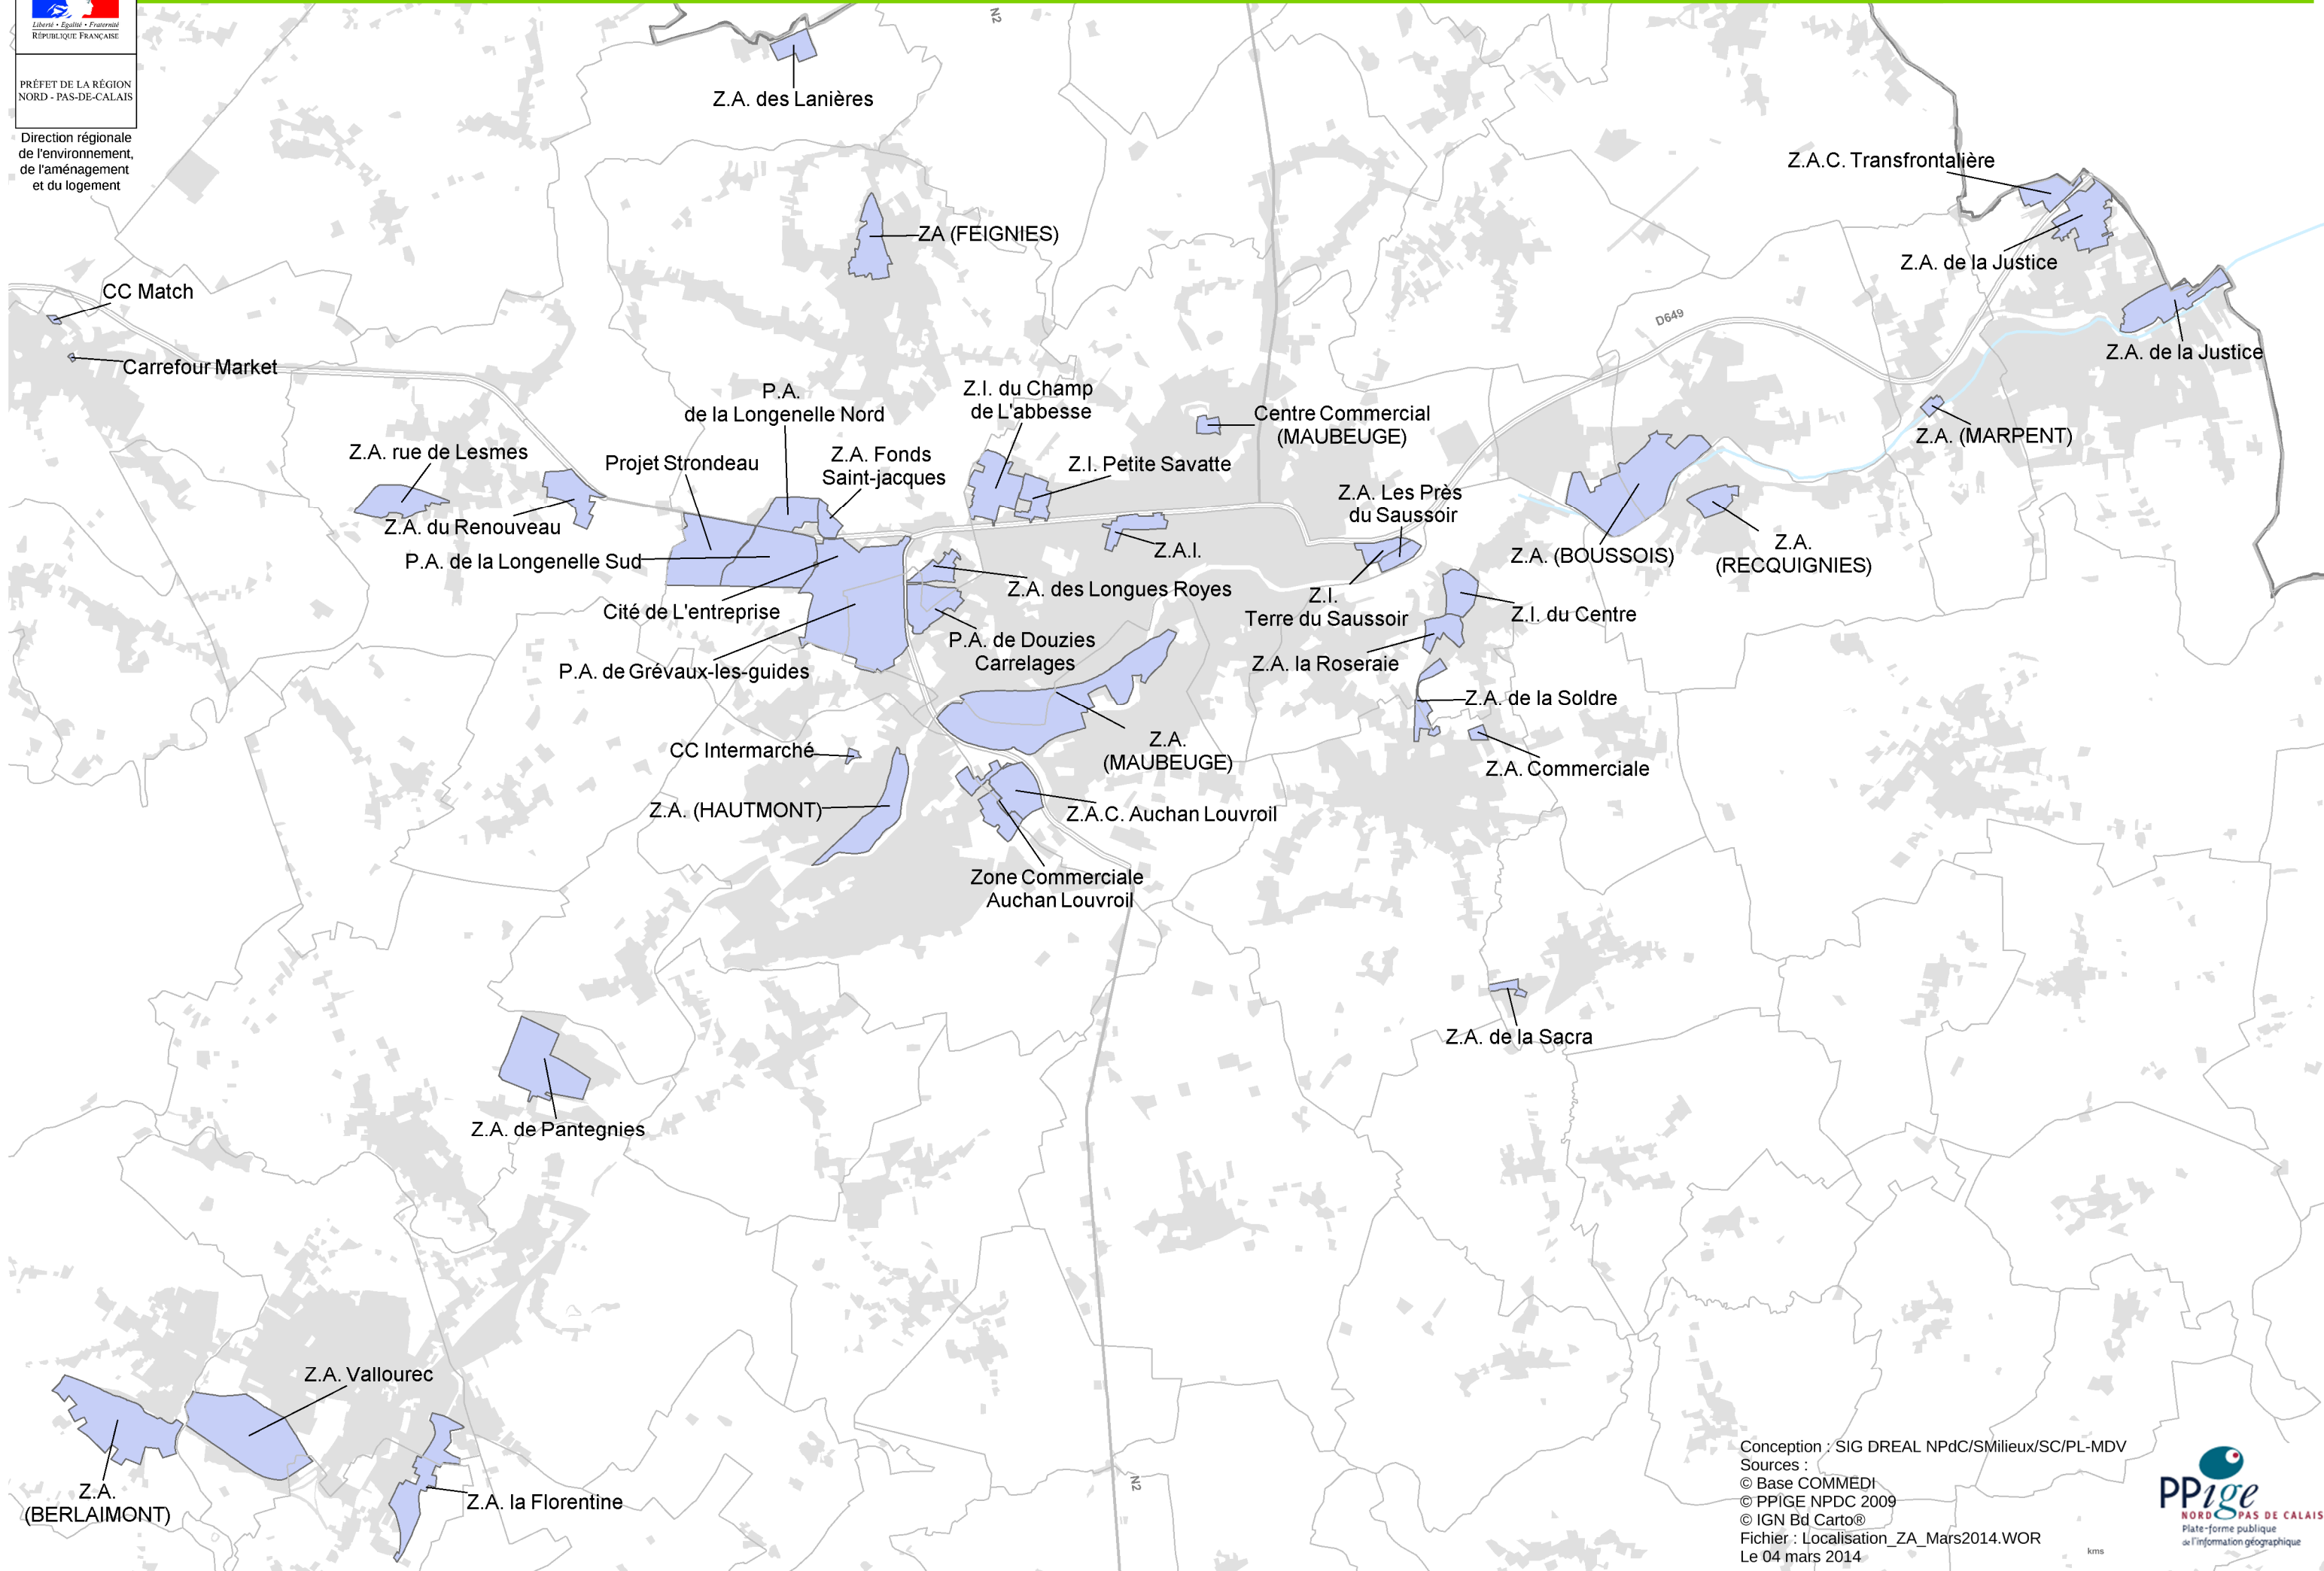 Liberté • Egalité • Fraternité
RÉPUBLIQUE FRANÇAISE
PRÉFET DE LA RÉGION
NORD - PAS-DE-CALAIS
Direction régionale
de l'environnement,
de l'aménagement
et du logement
N2
Z.A. des Lanières
Z.A.C. Transfrontalière
ZA (FEIGNIES)
Z.A. de la Justice
CC Match
D649
Z.A. de la Justice
Carrefour Market
P.A.
de la Longenelle Nord
Z.I. du Champ
de L'abbesse
Centre Commercial
(MAUBEUGE)
Z.A. (MARPENT)
Z.A. rue de Lesmes
Projet Strondeau
Z.A. Fonds
Saint-jacques
Z.I. Petite Savatte
Z.A. Les Près
du Saussoir
Z.A. du Renouveau
P.A. de la Longenelle Sud
Z.A.I.
Z.A. (BOUSSOIS)
Z.A.
(RECQUIGNIES)
Z.A. des Longues Royes
Cité de L'entreprise
Z.I.
Terre du Saussoir
Z.I. du Centre
P.A. de Douzies
Carrelages
P.A. de Grévaux-les-guides
Z.A. la Roseraie
Z.A. de la Soldre
CC Intermarché
Z.A.
(MAUBEUGE)
Z.A. Commerciale
Z.A. (HAUTMONT)
Z.A.C. Auchan Louvroil
Zone Commerciale
Auchan Louvroil
Z.A. de la Sacra
Z.A. de Pantegnies
Z.A. Vallourec
Z.A.
(BERLAIMONT)
Z.A. la Florentine
N2
Conception : SIG DREAL NPdC/SMilieux/SC/PL-MDV
Sources :
© Base COMMEDI
© PPIGE NPDC 2009
© IGN Bd Carto®
Fichier : Localisation_ZA_Mars2014.WOR
Le 04 mars 2014
kms
PPige
NORD PAS DE CALAIS
Plate-forme publique
de l'information géographique